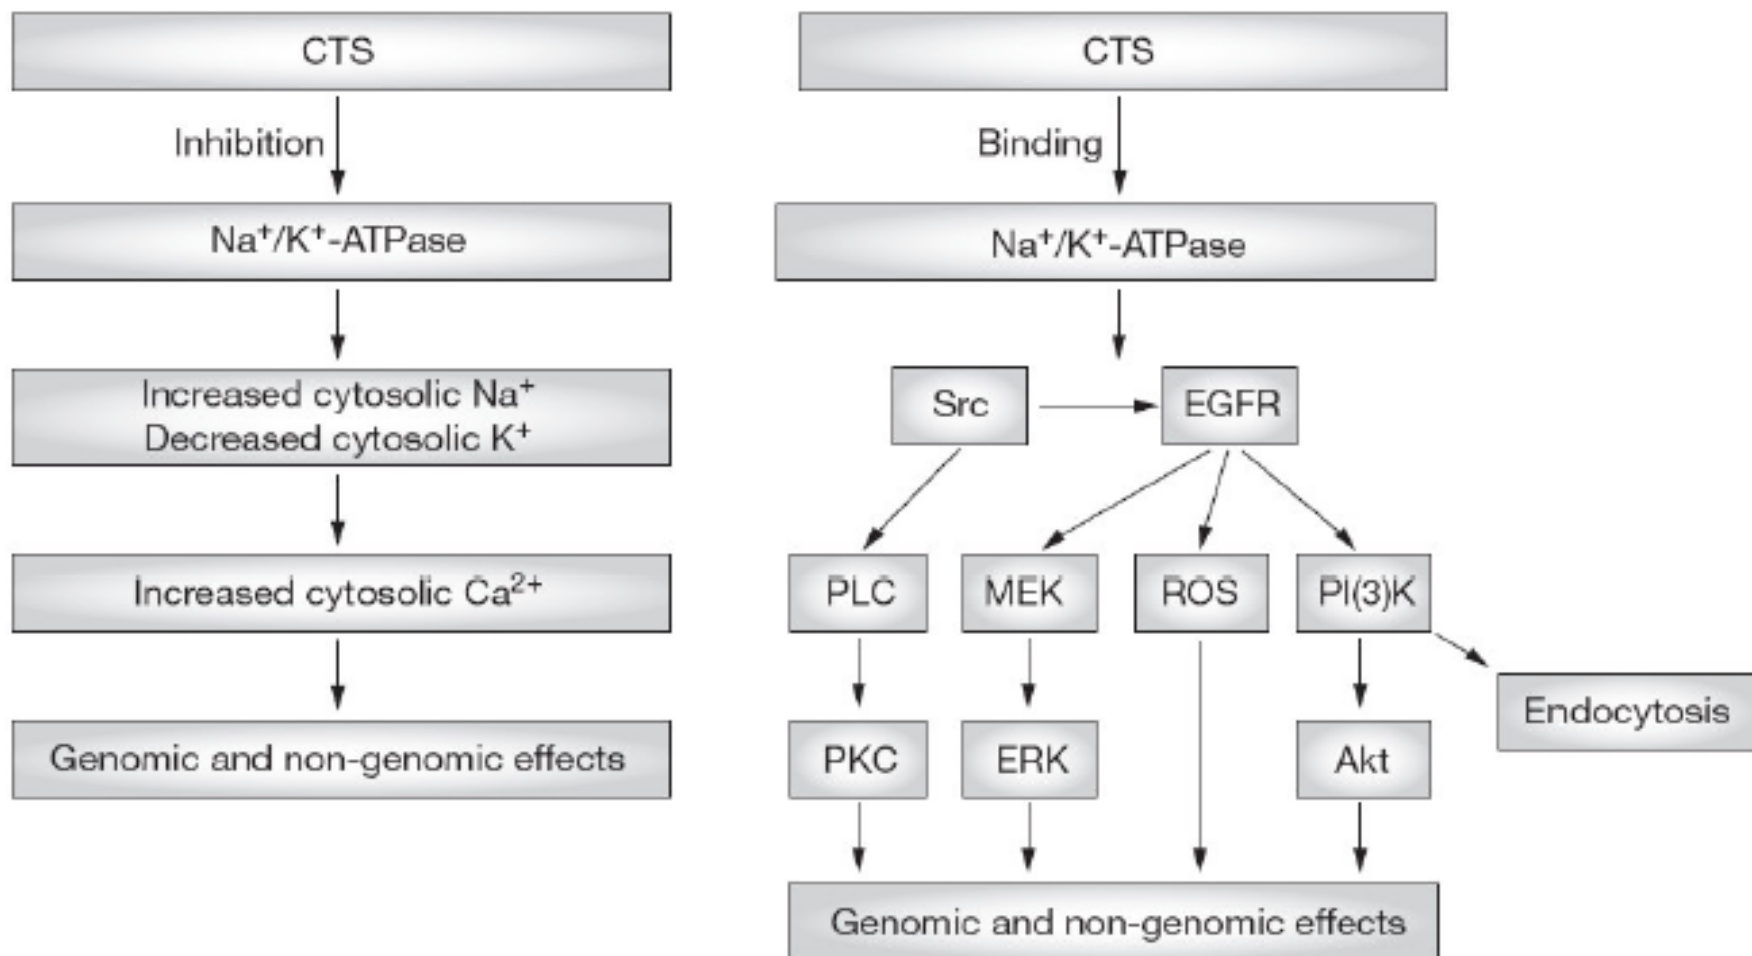 CTS
Inhibition
Na⁺/K⁺-ATPase
Increased cytosolic Na⁺
Decreased cytosolic K⁺
Increased cytosolic Ca²⁺
Genomic and non-genomic effects
CTS
Binding
Na⁺/K⁺-ATPase
Src
EGFR
PLC
MEK
ROS
PI(3)K
Endocytosis
PKC
ERK
Akt
Genomic and non-genomic effects